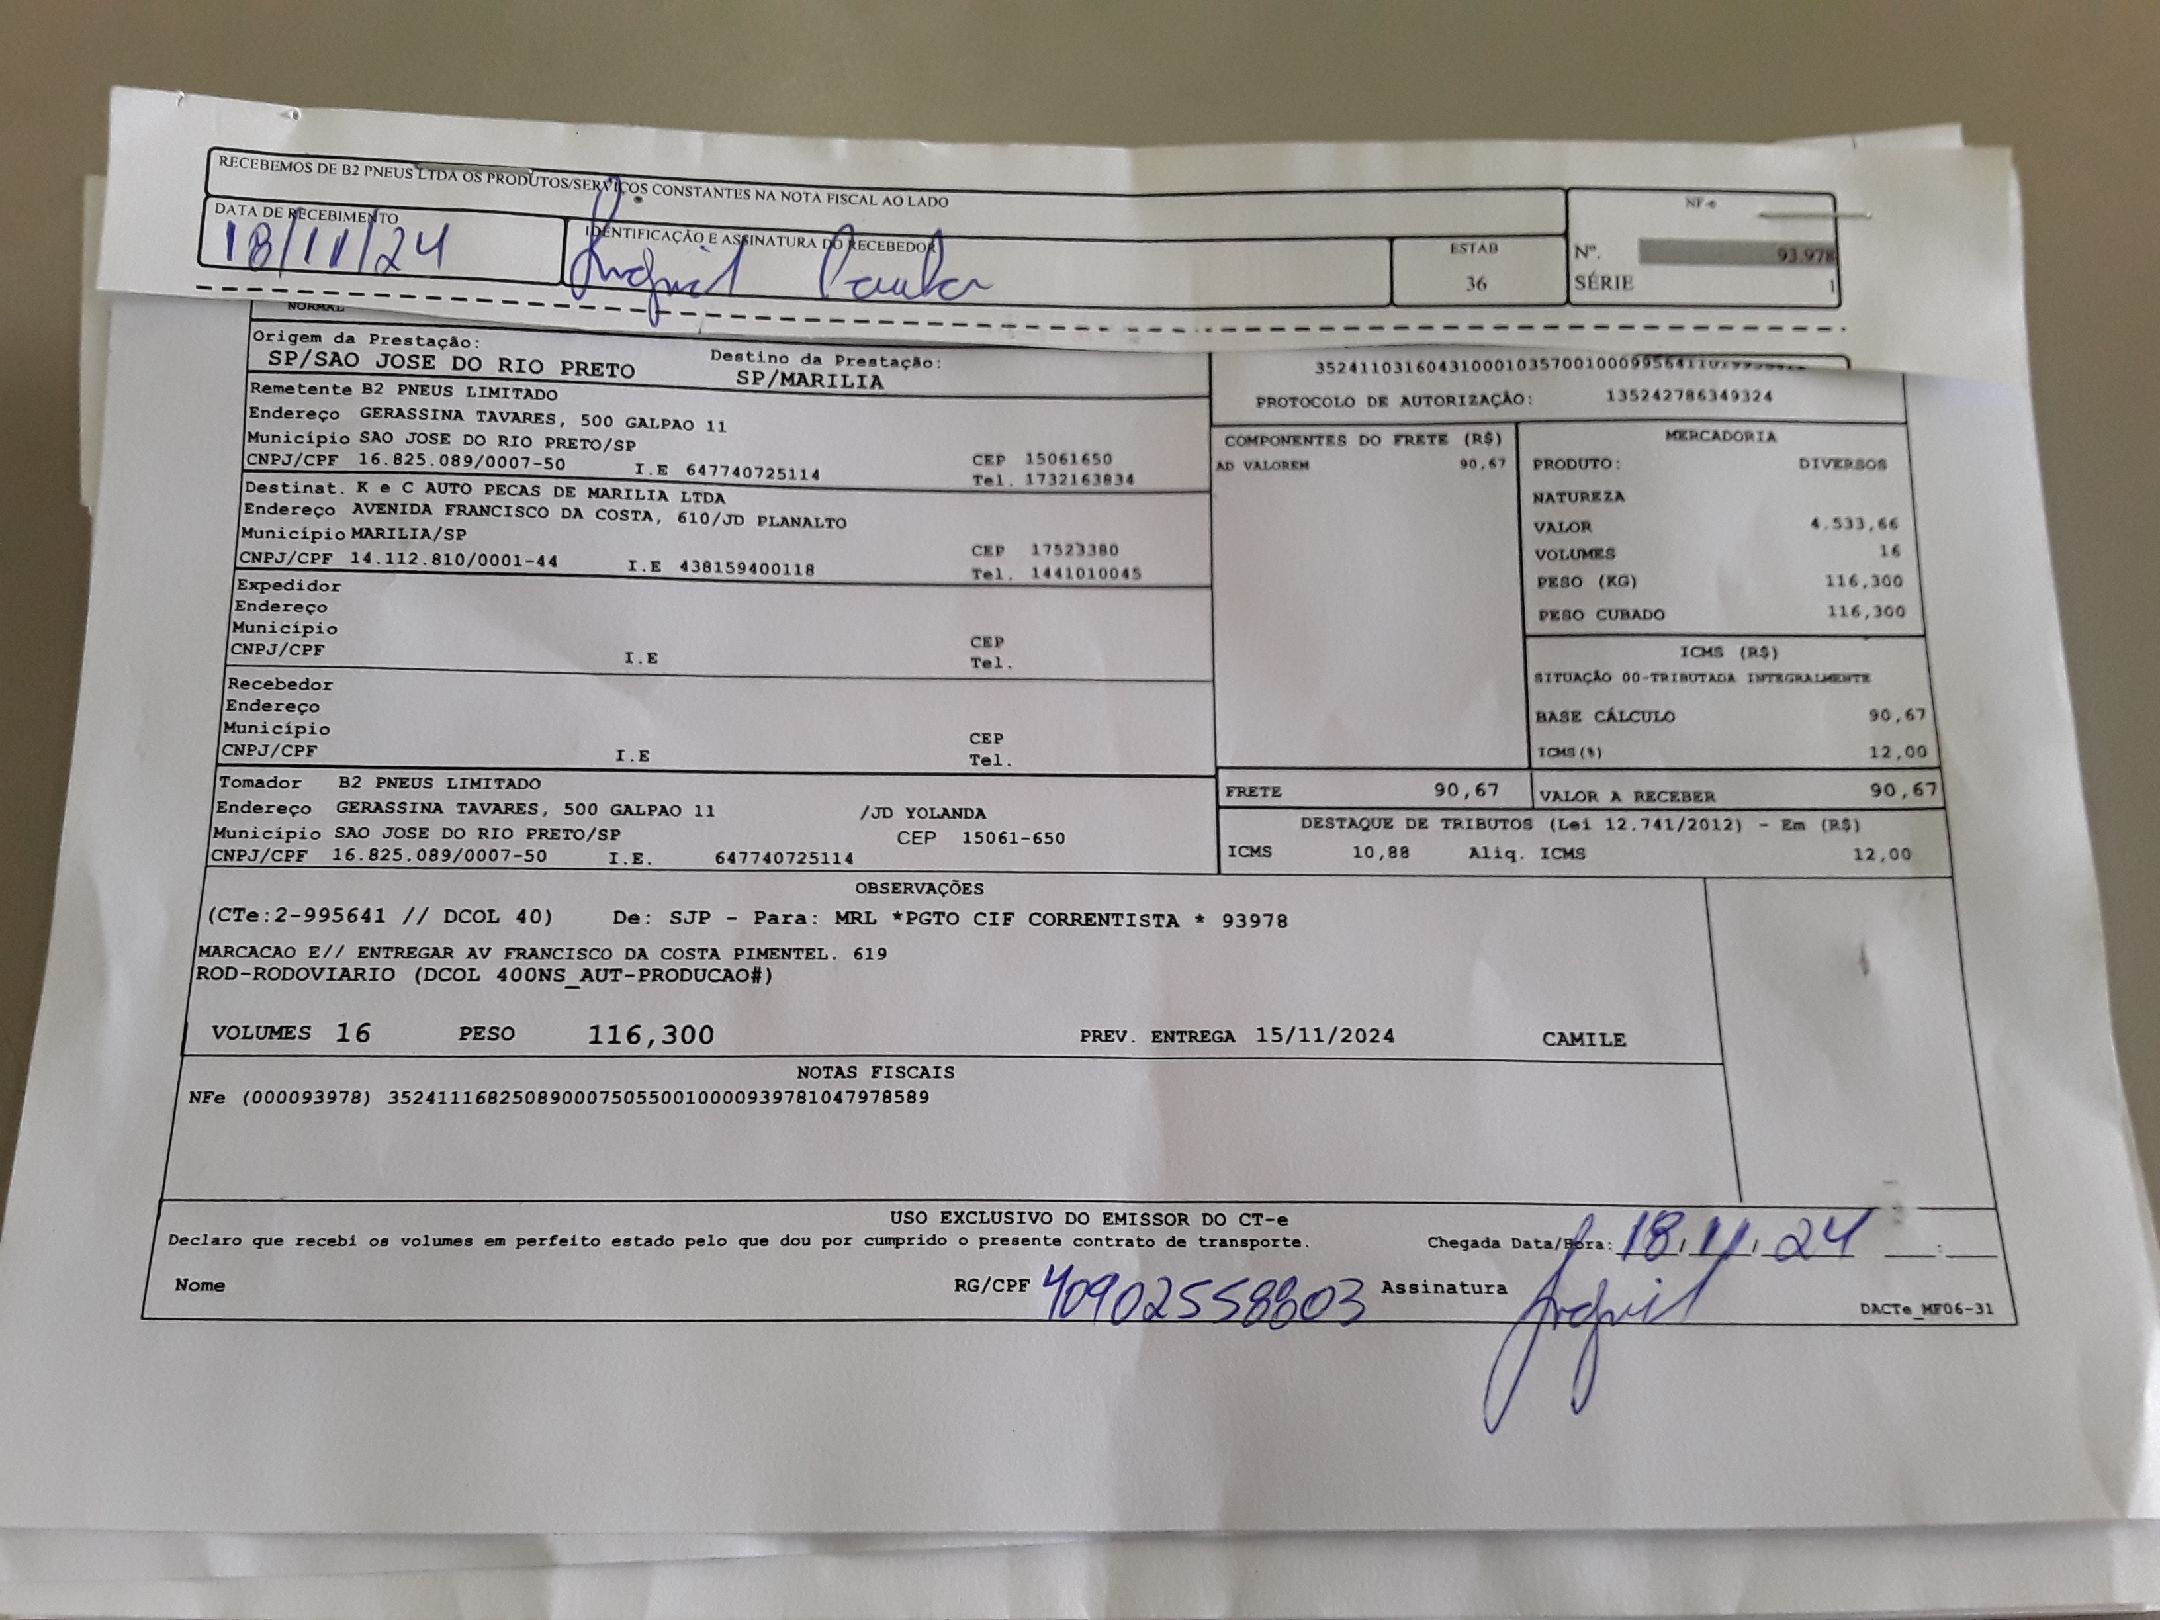 RECEBEMOS DE B2 PNEUS LTDA OS PRODUTOS/SERVIÇOS CONSTANTES NA NOTA FISCAL AO LADO
DATA DE RECEBIMENTO
18/11/24
IDENTIFICAÇÃO E ASSINATURA DO RECEBEDOR
ESTAB
36
NF-e
Nº. 93.978
SÉRIE 1
NORMAL
Origem da Prestação: Destino da Prestação:
SP/SAO JOSE DO RIO PRETO SP/MARILIA
Remetente B2 PNEUS LIMITADO
Endereço GERASSINA TAVARES, 500 GALPAO 11
Município SAO JOSE DO RIO PRETO/SP CEP 15061650
CNPJ/CPF 16.825.089/0007-50 I.E 647740725114 Tel. 1732163834
Destinat. K e C AUTO PECAS DE MARILIA LTDA
Endereço AVENIDA FRANCISCO DA COSTA, 610/JD PLANALTO
Município MARILIA/SP CEP 17523380
CNPJ/CPF 14.112.810/0001-44 I.E 438159400118 Tel. 1441010045
Expedidor
Endereço
Município CEP
CNPJ/CPF I.E Tel.
Recebedor
Endereço
Município CEP
CNPJ/CPF I.E Tel.
Tomador B2 PNEUS LIMITADO
Endereço GERASSINA TAVARES, 500 GALPAO 11 /JD YOLANDA
Município SAO JOSE DO RIO PRETO/SP CEP 15061-650
CNPJ/CPF 16.825.089/0007-50 I.E. 647740725114
PROTOCOLO DE AUTORIZAÇÃO: 135242786349324
COMPONENTES DO FRETE (R$)
AD VALOREM 90,67
MERCADORIA
PRODUTO: DIVERSOS
NATUREZA
VALOR 4.533,66
VOLUMES 16
PESO (KG) 116,300
PESO CUBADO 116,300
ICMS (R$)
SITUAÇÃO 00-TRIBUTADA INTEGRALMENTE
BASE CÁLCULO 90,67
ICMS(%) 12,00
FRETE 90,67 VALOR A RECEBER 90,67
DESTAQUE DE TRIBUTOS (Lei 12.741/2012) - Em (R$)
ICMS 10,88 Aliq. ICMS 12,00
OBSERVAÇÕES
(CTe:2-995641 // DCOL 40) De: SJP - Para: MRL *PGTO CIF CORRENTISTA * 93978
MARCACAO E// ENTREGAR AV FRANCISCO DA COSTA PIMENTEL. 619
ROD-RODOVIARIO (DCOL 400NS_AUT-PRODUCAO#)
VOLUMES 16 PESO 116,300 PREV. ENTREGA 15/11/2024 CAMILE
NOTAS FISCAIS
NFe (000093978) 35241116825089000750550010000939781047978589
USO EXCLUSIVO DO EMISSOR DO CT-e
Declaro que recebi os volumes em perfeito estado pelo que dou por cumprido o presente contrato de transporte. Chegada Data/Hora: 18.11.24 __:__
Nome RG/CPF 40902558803 Assinatura
DACTe_MF06-31